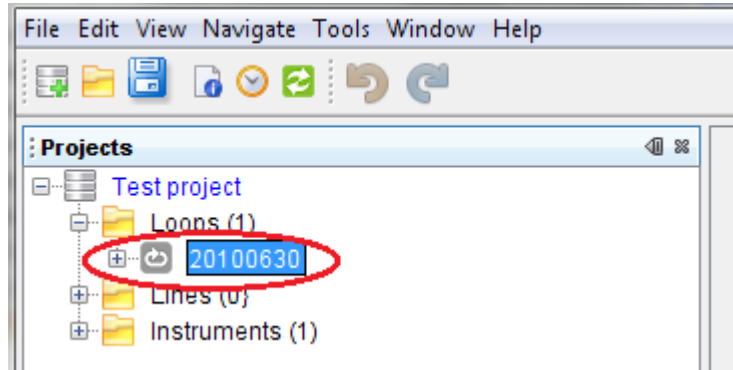 File Edit View Navigate Tools Window Help
Projects
Test project
Loops (1)
20100630
Lines (0)
Instruments (1)